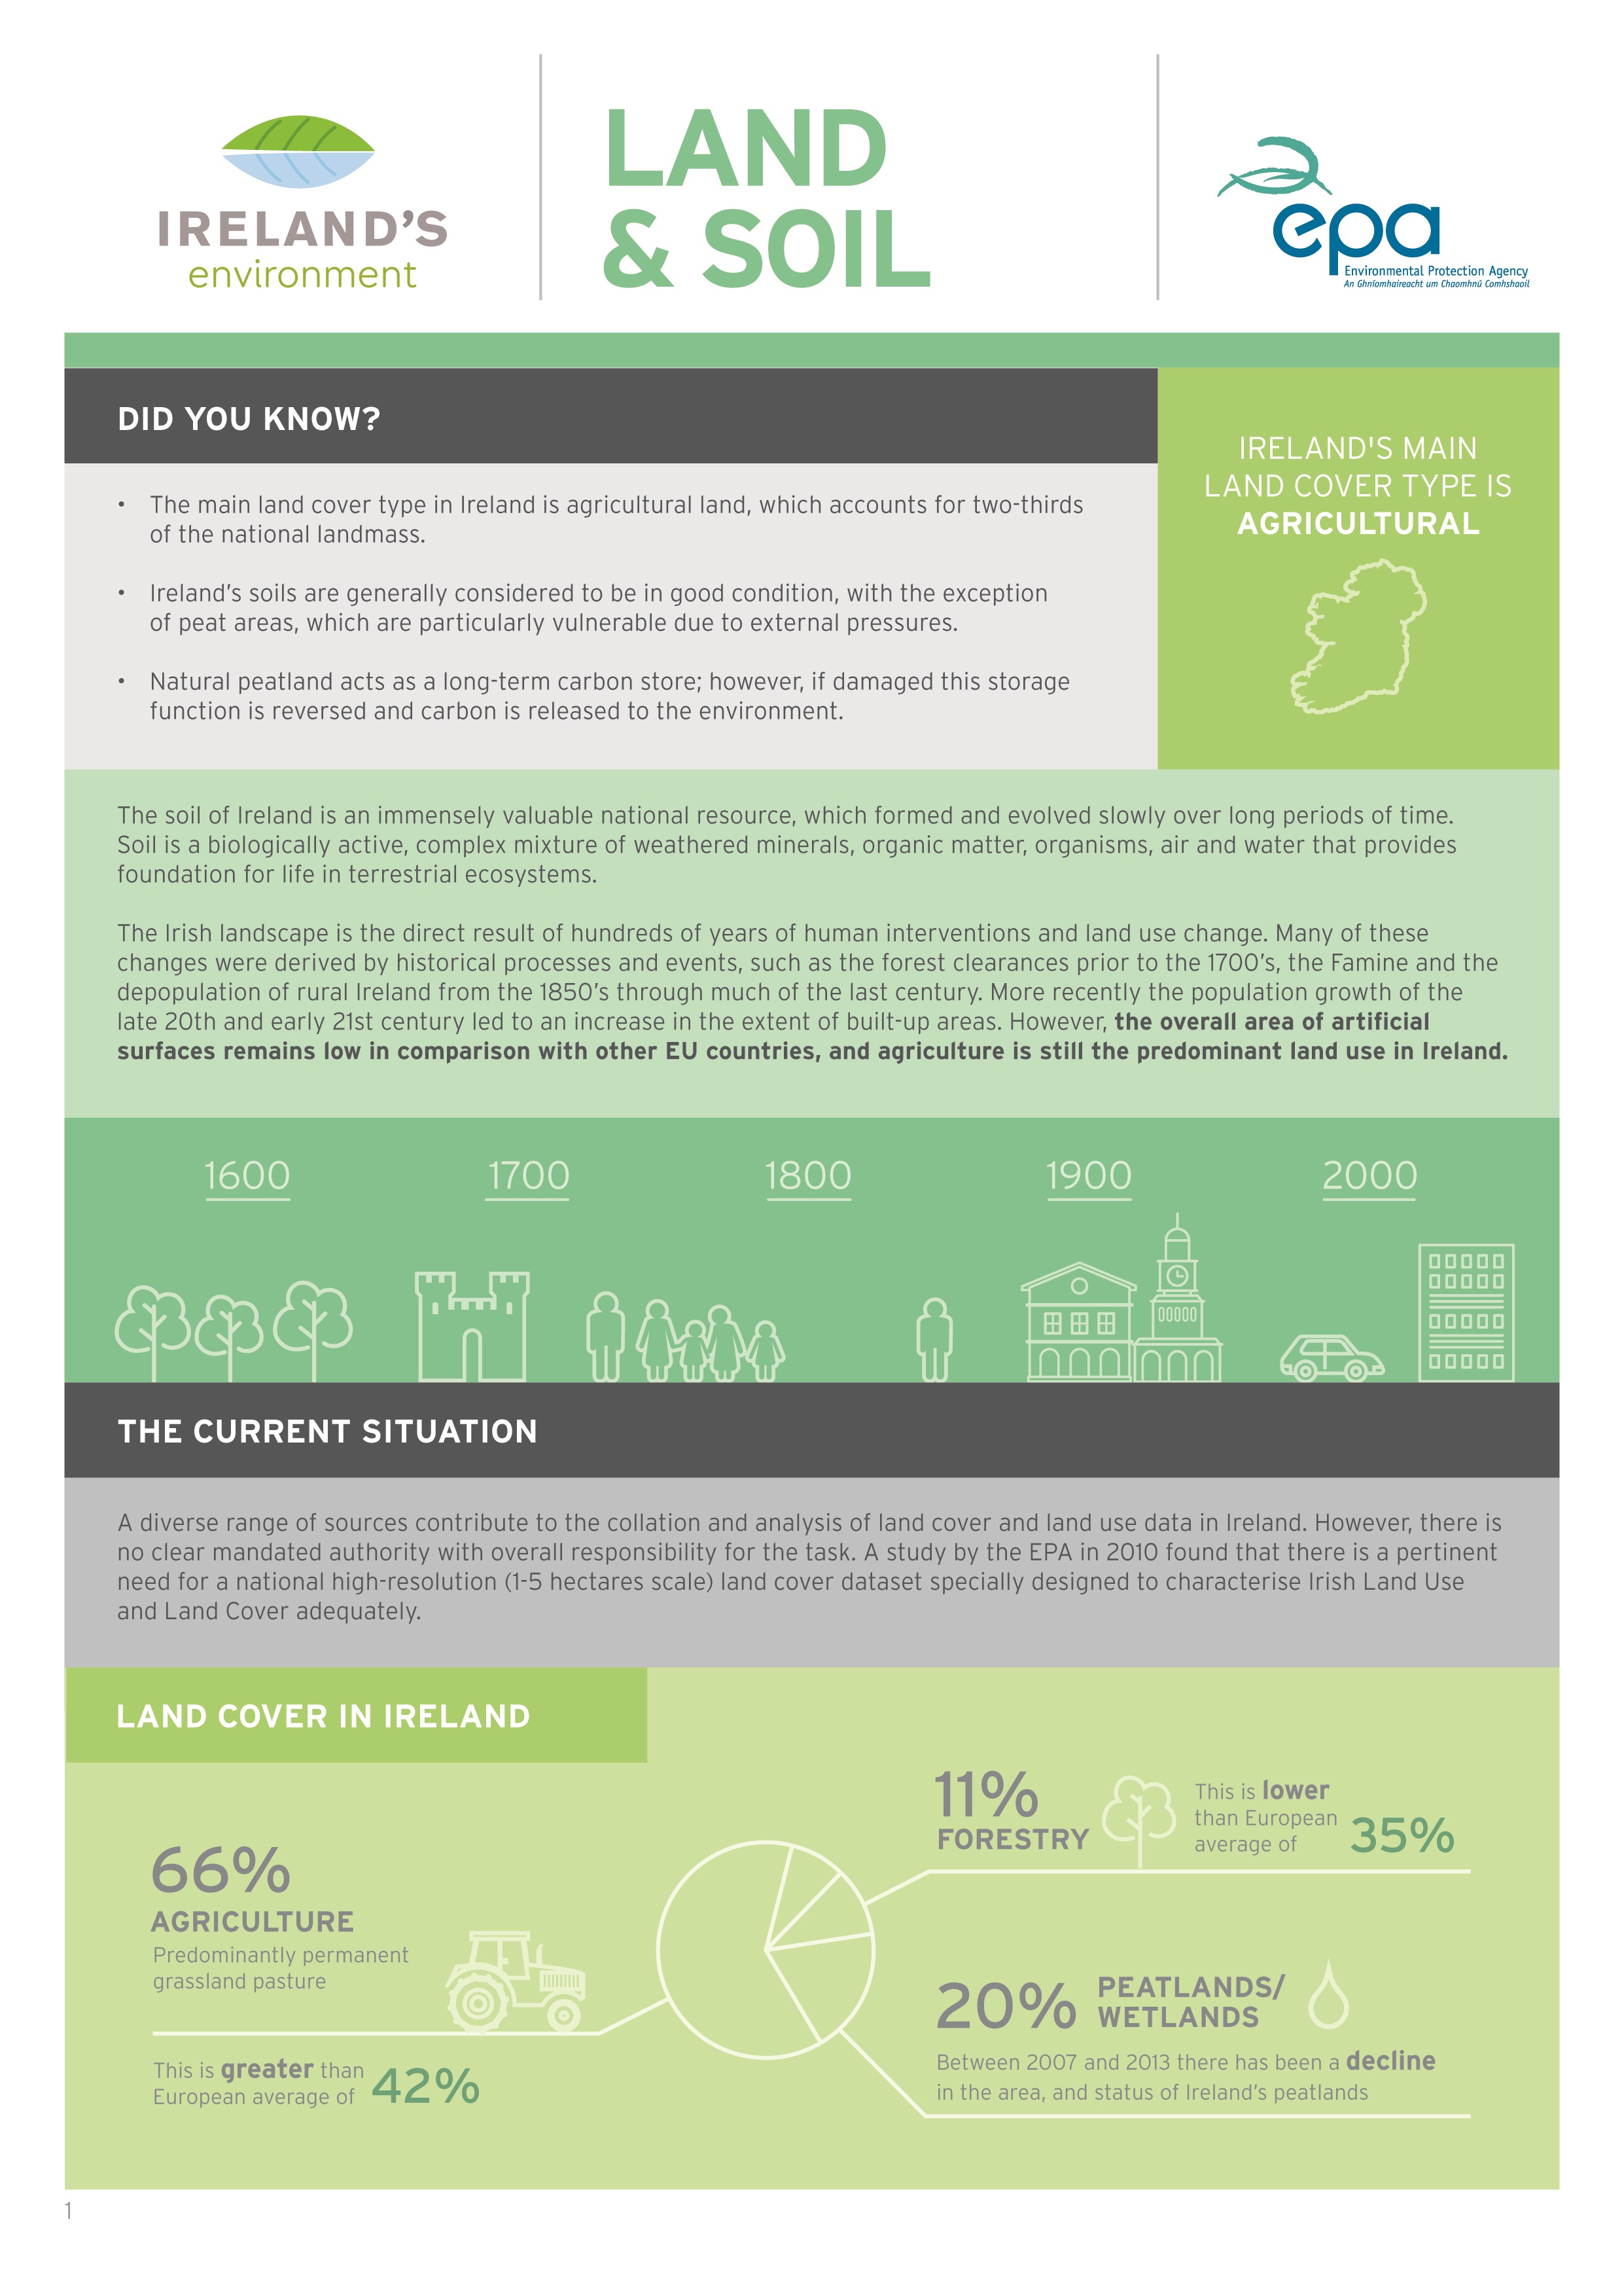 IRELAND'S
environment
LAND
& SOIL
epa
Environmental Protection Agency
An Ghníomhaireacht um Chaomhnú Comhshaoil
DID YOU KNOW?
• The main land cover type in Ireland is agricultural land, which accounts for two-thirds
of the national landmass.
• Ireland's soils are generally considered to be in good condition, with the exception
of peat areas, which are particularly vulnerable due to external pressures.
• Natural peatland acts as a long-term carbon store; however, if damaged this storage
function is reversed and carbon is released to the environment.
IRELAND'S MAIN
LAND COVER TYPE IS
AGRICULTURAL
The soil of Ireland is an immensely valuable national resource, which formed and evolved slowly over long periods of time.
Soil is a biologically active, complex mixture of weathered minerals, organic matter, organisms, air and water that provides
foundation for life in terrestrial ecosystems.
The Irish landscape is the direct result of hundreds of years of human interventions and land use change. Many of these
changes were derived by historical processes and events, such as the forest clearances prior to the 1700's, the Famine and the
depopulation of rural Ireland from the 1850's through much of the last century. More recently the population growth of the
late 20th and early 21st century led to an increase in the extent of built-up areas. However, the overall area of artificial
surfaces remains low in comparison with other EU countries, and agriculture is still the predominant land use in Ireland.
1600 1700 1800 1900 2000
THE CURRENT SITUATION
A diverse range of sources contribute to the collation and analysis of land cover and land use data in Ireland. However, there is
no clear mandated authority with overall responsibility for the task. A study by the EPA in 2010 found that there is a pertinent
need for a national high-resolution (1-5 hectares scale) land cover dataset specially designed to characterise Irish Land Use
and Land Cover adequately.
LAND COVER IN IRELAND
66%
AGRICULTURE
Predominantly permanent
grassland pasture
This is greater than
European average of 42%
11%
FORESTRY
This is lower
than European
average of 35%
20% PEATLANDS/
WETLANDS
Between 2007 and 2013 there has been a decline
in the area, and status of Ireland's peatlands
1